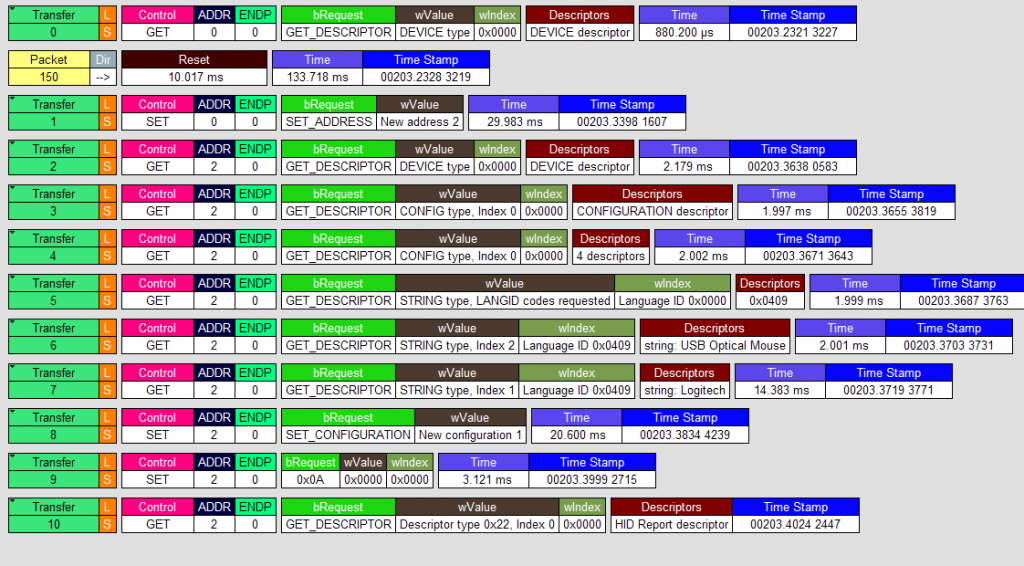 Transfer L Control ADDR ENDP bRequest wValue wIndex Descriptors Time Time Stamp
0 S GET 0 0 GET_DESCRIPTOR DEVICE type 0x0000 DEVICE descriptor 880.200 µs 00203.2321 3227
Packet Dir Reset Time Time Stamp
150 --> 10.017 ms 133.718 ms 00203.2328 3219
Transfer L Control ADDR ENDP bRequest wValue Time Time Stamp
1 S SET 0 0 SET_ADDRESS New address 2 29.983 ms 00203.3398 1607
Transfer L Control ADDR ENDP bRequest wValue wIndex Descriptors Time Time Stamp
2 S GET 2 0 GET_DESCRIPTOR DEVICE type 0x0000 DEVICE descriptor 2.179 ms 00203.3638 0583
Transfer L Control ADDR ENDP bRequest wValue wIndex Descriptors Time Time Stamp
3 S GET 2 0 GET_DESCRIPTOR CONFIG type, Index 0 0x0000 CONFIGURATION descriptor 1.997 ms 00203.3655 3819
Transfer L Control ADDR ENDP bRequest wValue wIndex Descriptors Time Time Stamp
4 S GET 2 0 GET_DESCRIPTOR CONFIG type, Index 0 0x0000 4 descriptors 2.002 ms 00203.3671 3643
Transfer L Control ADDR ENDP bRequest wValue wIndex Descriptors Time Time Stamp
5 S GET 2 0 GET_DESCRIPTOR STRING type, LANGID codes requested Language ID 0x0000 0x0409 1.999 ms 00203.3687 3763
Transfer L Control ADDR ENDP bRequest wValue wIndex Descriptors Time Time Stamp
6 S GET 2 0 GET_DESCRIPTOR STRING type, Index 2 Language ID 0x0409 string: USB Optical Mouse 2.001 ms 00203.3703 3731
Transfer L Control ADDR ENDP bRequest wValue wIndex Descriptors Time Time Stamp
7 S GET 2 0 GET_DESCRIPTOR STRING type, Index 1 Language ID 0x0409 string: Logitech 14.383 ms 00203.3719 3771
Transfer L Control ADDR ENDP bRequest wValue Time Time Stamp
8 S SET 2 0 SET_CONFIGURATION New configuration 1 20.600 ms 00203.3834 4239
Transfer L Control ADDR ENDP bRequest wValue wIndex Time Time Stamp
9 S SET 2 0 0x0A 0x0000 0x0000 3.121 ms 00203.3999 2715
Transfer L Control ADDR ENDP bRequest wValue wIndex Descriptors Time Stamp
10 S GET 2 0 GET_DESCRIPTOR Descriptor type 0x22, Index 0 0x0000 HID Report descriptor 00203.4024 2447